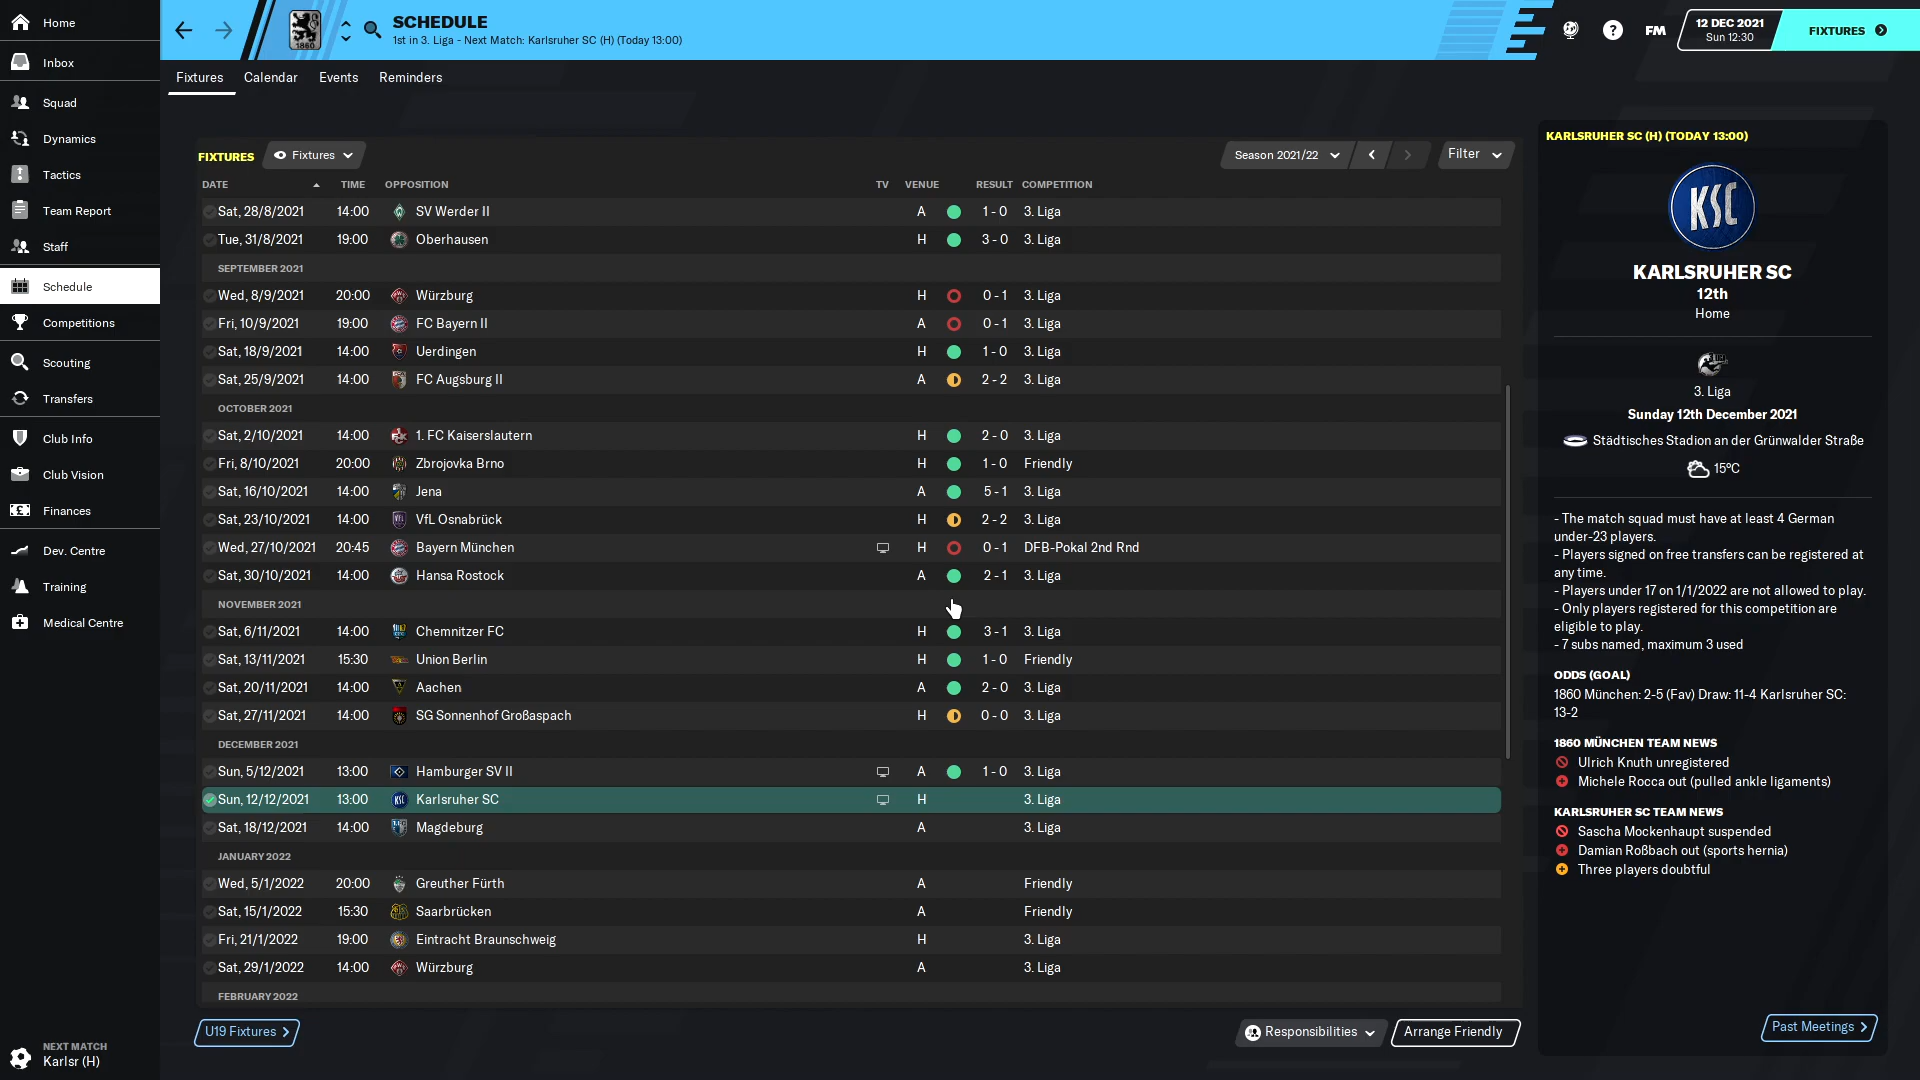 Home
Inbox
Squad
Dynamics
Tactics
Team Report
Staff
Schedule
Competitions
Scouting
Transfers
Club Info
Club Vision
Finances
Dev. Centre
Training
Medical Centre
NEXT MATCH
Karlsr (H)
1860
SCHEDULE
1st in 3. Liga - Next Match: Karlsruher SC (H) (Today 13:00)
FM
12 DEC 2021
Sun 12:30
FIXTURES
Fixtures Calendar Events Reminders
FIXTURES Fixtures Season 2021/22 Filter
DATE TIME OPPOSITION TV VENUE RESULT COMPETITION
Sat, 28/8/2021 14:00 SV Werder II A 1 - 0 3. Liga
Tue, 31/8/2021 19:00 Oberhausen H 3 - 0 3. Liga
SEPTEMBER 2021
Wed, 8/9/2021 20:00 Würzburg H 0 - 1 3. Liga
Fri, 10/9/2021 19:00 FC Bayern II A 0 - 1 3. Liga
Sat, 18/9/2021 14:00 Uerdingen H 1 - 0 3. Liga
Sat, 25/9/2021 14:00 FC Augsburg II A 2 - 2 3. Liga
OCTOBER 2021
Sat, 2/10/2021 14:00 1. FC Kaiserslautern H 2 - 0 3. Liga
Fri, 8/10/2021 20:00 Zbrojovka Brno H 1 - 0 Friendly
Sat, 16/10/2021 14:00 Jena A 5 - 1 3. Liga
Sat, 23/10/2021 14:00 VfL Osnabrück H 2 - 2 3. Liga
Wed, 27/10/2021 20:45 Bayern München H 0 - 1 DFB-Pokal 2nd Rnd
Sat, 30/10/2021 14:00 Hansa Rostock A 2 - 1 3. Liga
NOVEMBER 2021
Sat, 6/11/2021 14:00 Chemnitzer FC H 3 - 1 3. Liga
Sat, 13/11/2021 15:30 Union Berlin H 1 - 0 Friendly
Sat, 20/11/2021 14:00 Aachen A 2 - 0 3. Liga
Sat, 27/11/2021 14:00 SG Sonnenhof Großaspach H 0 - 0 3. Liga
DECEMBER 2021
Sun, 5/12/2021 13:00 Hamburger SV II A 1 - 0 3. Liga
Sun, 12/12/2021 13:00 Karlsruher SC H 3. Liga
Sat, 18/12/2021 14:00 Magdeburg A 3. Liga
JANUARY 2022
Wed, 5/1/2022 20:00 Greuther Fürth A Friendly
Sat, 15/1/2022 15:30 Saarbrücken A Friendly
Fri, 21/1/2022 19:00 Eintracht Braunschweig H 3. Liga
Sat, 29/1/2022 14:00 Würzburg A 3. Liga
FEBRUARY 2022
U19 Fixtures Responsibilities Arrange Friendly
KARLSRUHER SC (H) (TODAY 13:00)
KSC
KARLSRUHER SC
12th
Home
3. Liga
Sunday 12th December 2021
Städtisches Stadion an der Grünwalder Straße
15°C
- The match squad must have at least 4 German
under-23 players.
- Players signed on free transfers can be registered at
any time.
- Players under 17 on 1/1/2022 are not allowed to play.
- Only players registered for this competition are
eligible to play.
- 7 subs named, maximum 3 used
ODDS (GOAL)
1860 München: 2-5 (Fav) Draw: 11-4 Karlsruher SC:
13-2
1860 MÜNCHEN TEAM NEWS
Ulrich Knuth unregistered
Michele Rocca out (pulled ankle ligaments)
KARLSRUHER SC TEAM NEWS
Sascha Mockenhaupt suspended
Damian Roßbach out (sports hernia)
Three players doubtful
Past Meetings